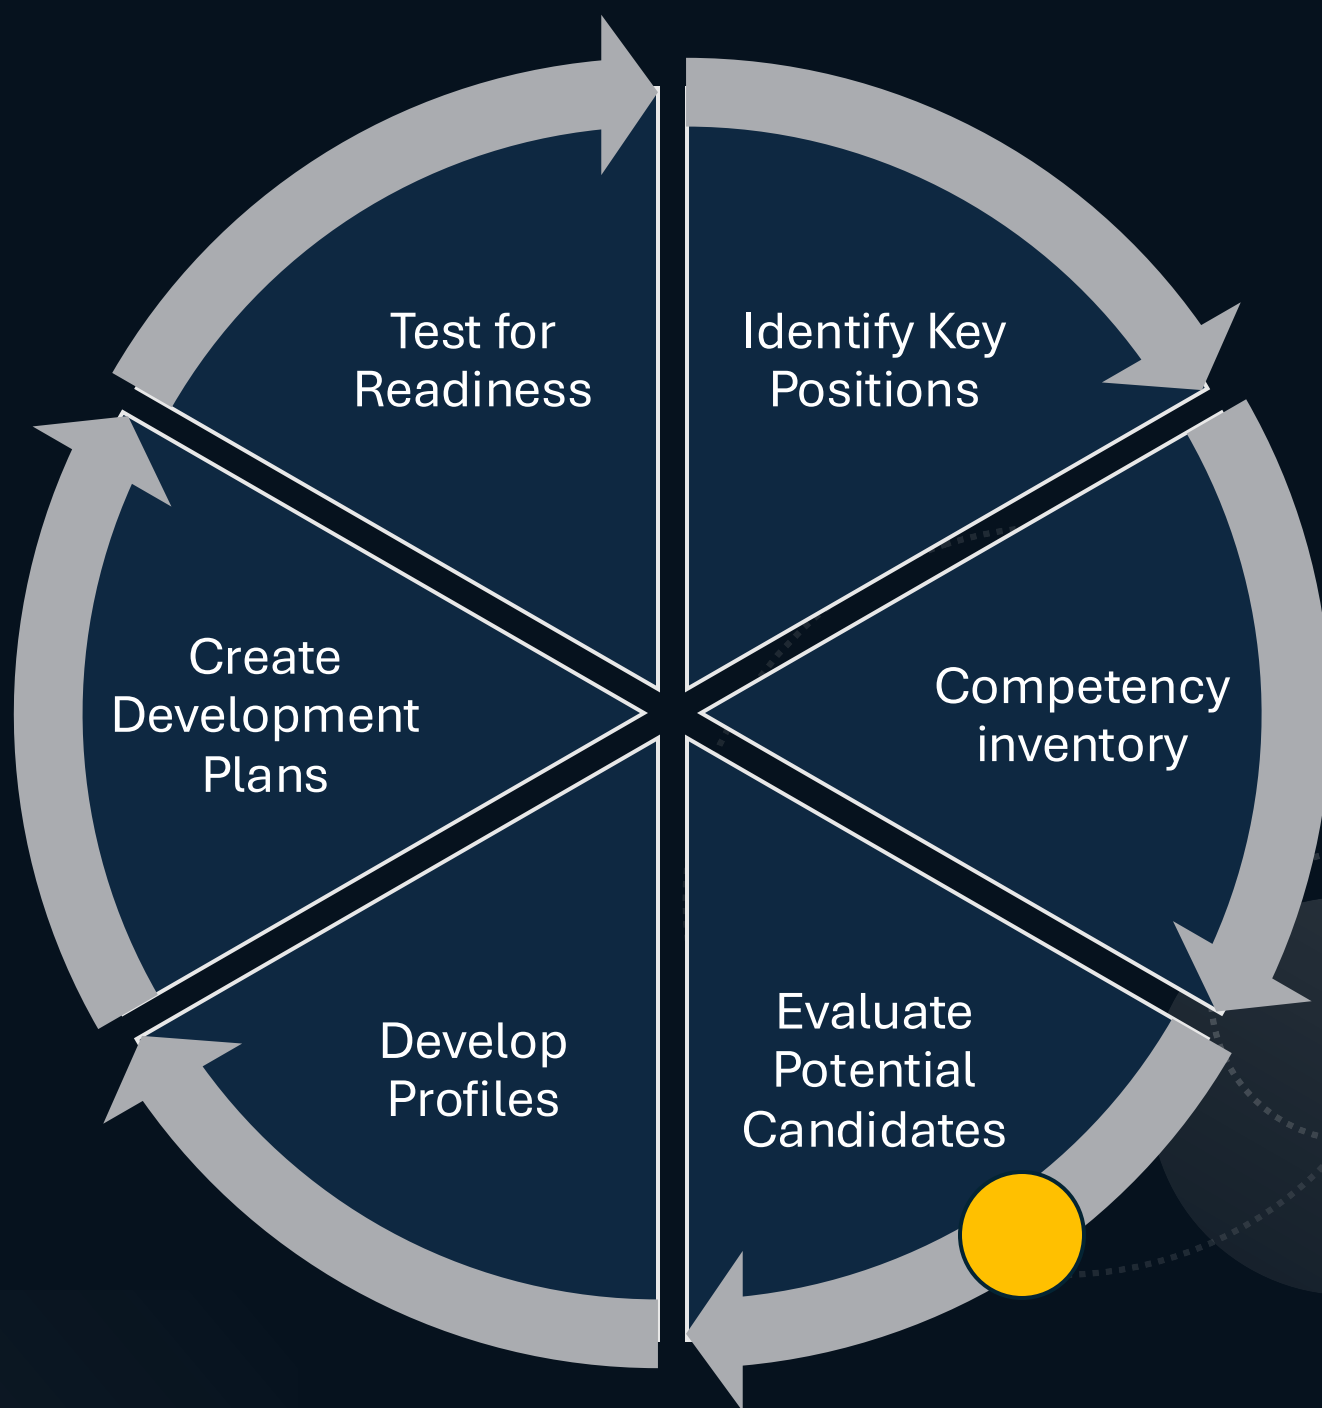 Test for
Readiness
Identify Key
Positions
Competency
inventory
Evaluate
Potential
Candidates
Develop
Profiles
Create
Development
Plans